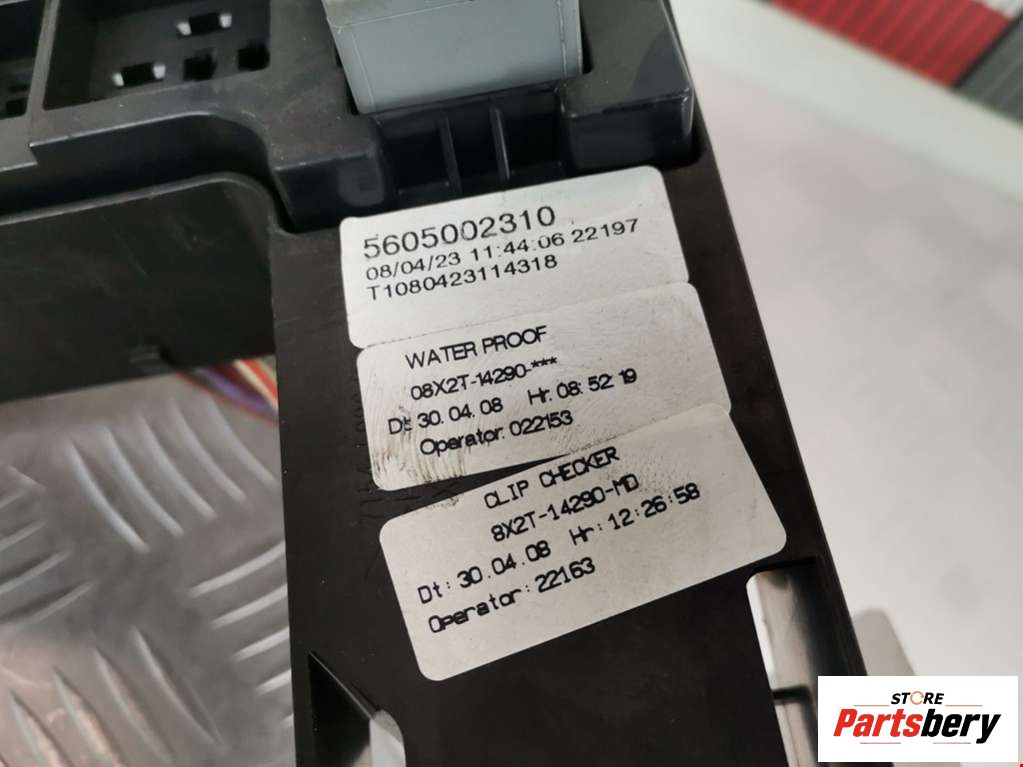 5605002310
08/04/23 11:44:06 22197
T1080423114318
WATER PROOF
08X2T-14290-***
Dt: 30.04.08 Hr: 08:52:19
Operator: 022153
CLIP CHECKER
8X2T-14290-MD
Dt: 30.04.08 Hr: 12:26:58
Operator: 22163
STORE
Partsbery